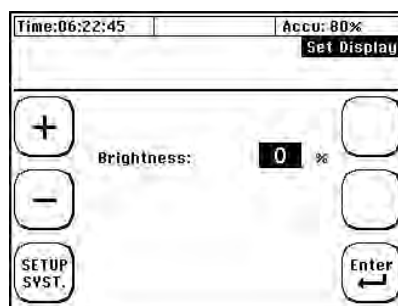 Time:06:22:45 Accu: 80%
Set Display
+
Brightness: 0 %
−
SETUP
SYST.
Enter